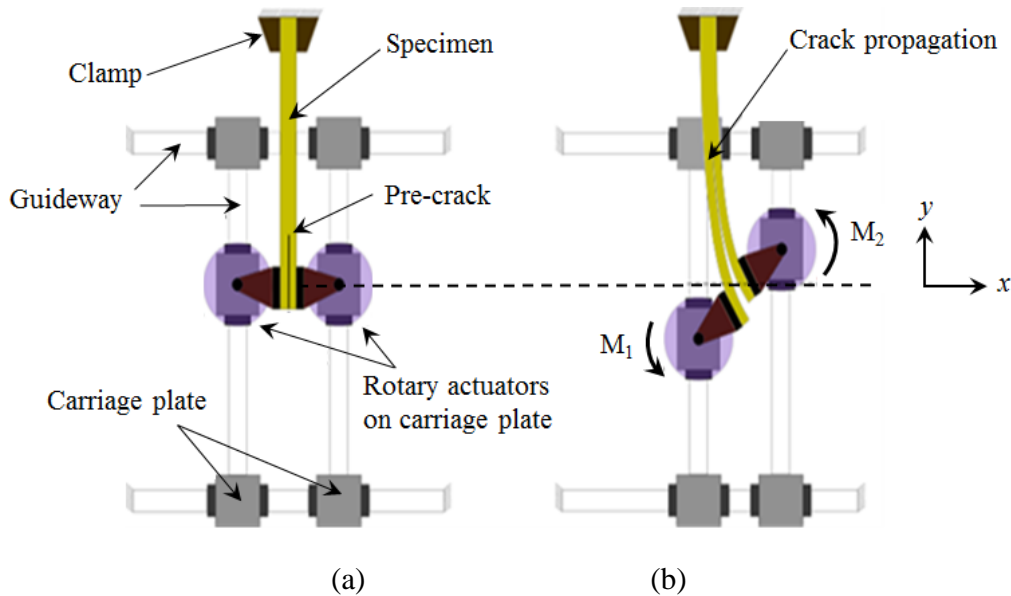 Clamp
Specimen
Guideway
Pre-crack
Carriage plate
Rotary actuators
on carriage plate
(a)
Crack propagation
M2
M1
y
x
(b)